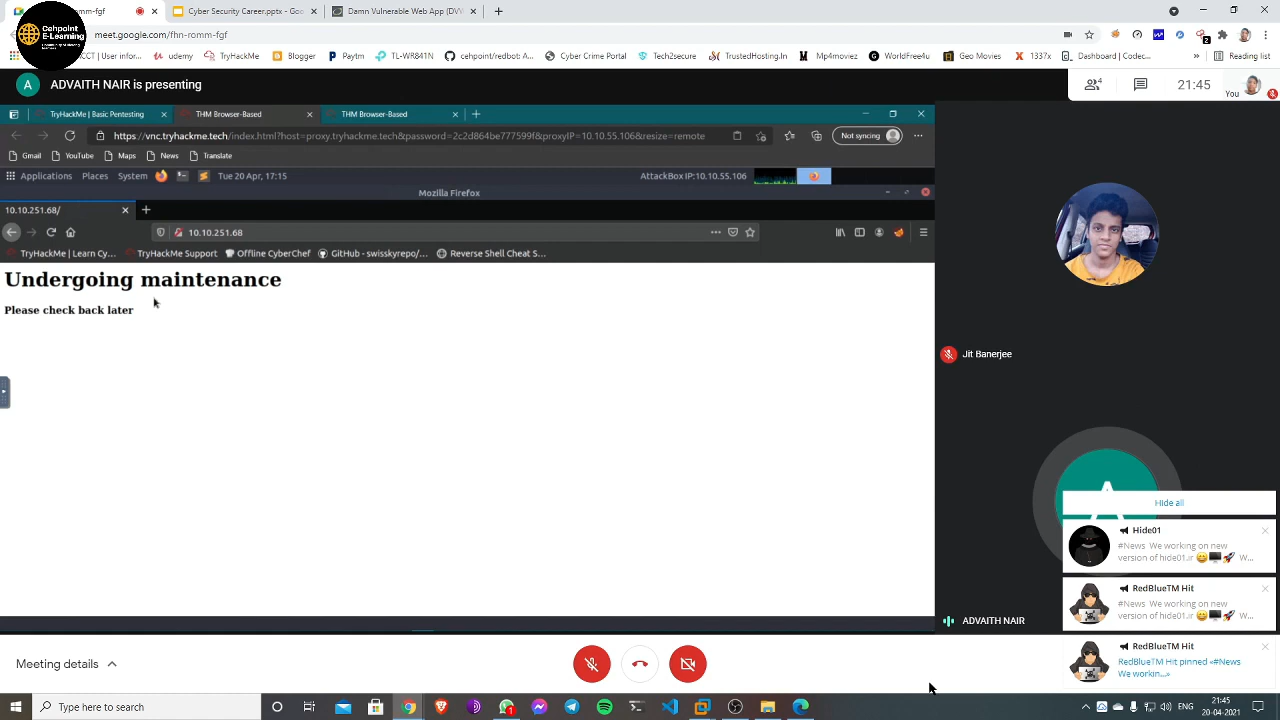 Cehpoint
E-Learning
-romm-fgf
Cyber Security Career.pptx - Goo
Damn Vulnerable Web App (DVW
meet.google.com/fhn-romm-fgf
CCT | User infor...
udemy
TryHackMe
Blogger
Paytm
TL-WR841N
cehpoint/redbot: A...
Cyber Crime Portal
Tech2secure
TrustedHosting.In
Mp4moviez
WorldFree4u
Geo Movies
1337x
Dashboard | Codec...
»
Reading list
A
ADVAITH NAIR is presenting
4
21:45
You
TryHackMe | Basic Pentesting
THM Browser-Based
THM Browser-Based
https://vnc.tryhackme.tech/index.html?host=proxy.tryhackme.tech&password=2c2d864be777599f&proxyIP=10.10.55.106&resize=remote
Not syncing
Gmail
YouTube
Maps
News
Translate
Applications
Places
System
Tue 20 Apr, 17:15
AttackBox IP:10.10.55.106
Mozilla Firefox
10.10.251.68/
10.10.251.68
TryHackMe | Learn Cy...
TryHackMe Support
Offline CyberChef
GitHub - swisskyrepo/...
Reverse Shell Cheat S...
Undergoing maintenance
Please check back later
Jit Banerjee
Hide all
Hide01
#News We working on new
version of hide01.ir 😄🖥️🚀 W...
RedBlueTM Hit
#News We working on new
version of hide01.ir 😄🖥️🚀 W...
ADVAITH NAIR
RedBlueTM Hit
RedBlueTM Hit pinned «#News
We workin...»
Meeting details
Type here to search
ENG
US
21:45
20-04-2021